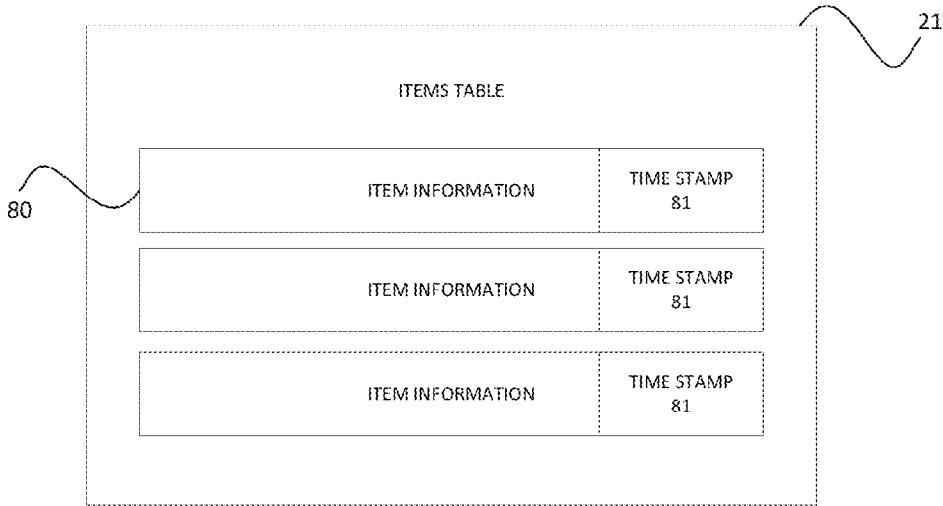 21
ITEMS TABLE
ITEM INFORMATION
TIME STAMP
81
80
ITEM INFORMATION
TIME STAMP
81
ITEM INFORMATION
TIME STAMP
81